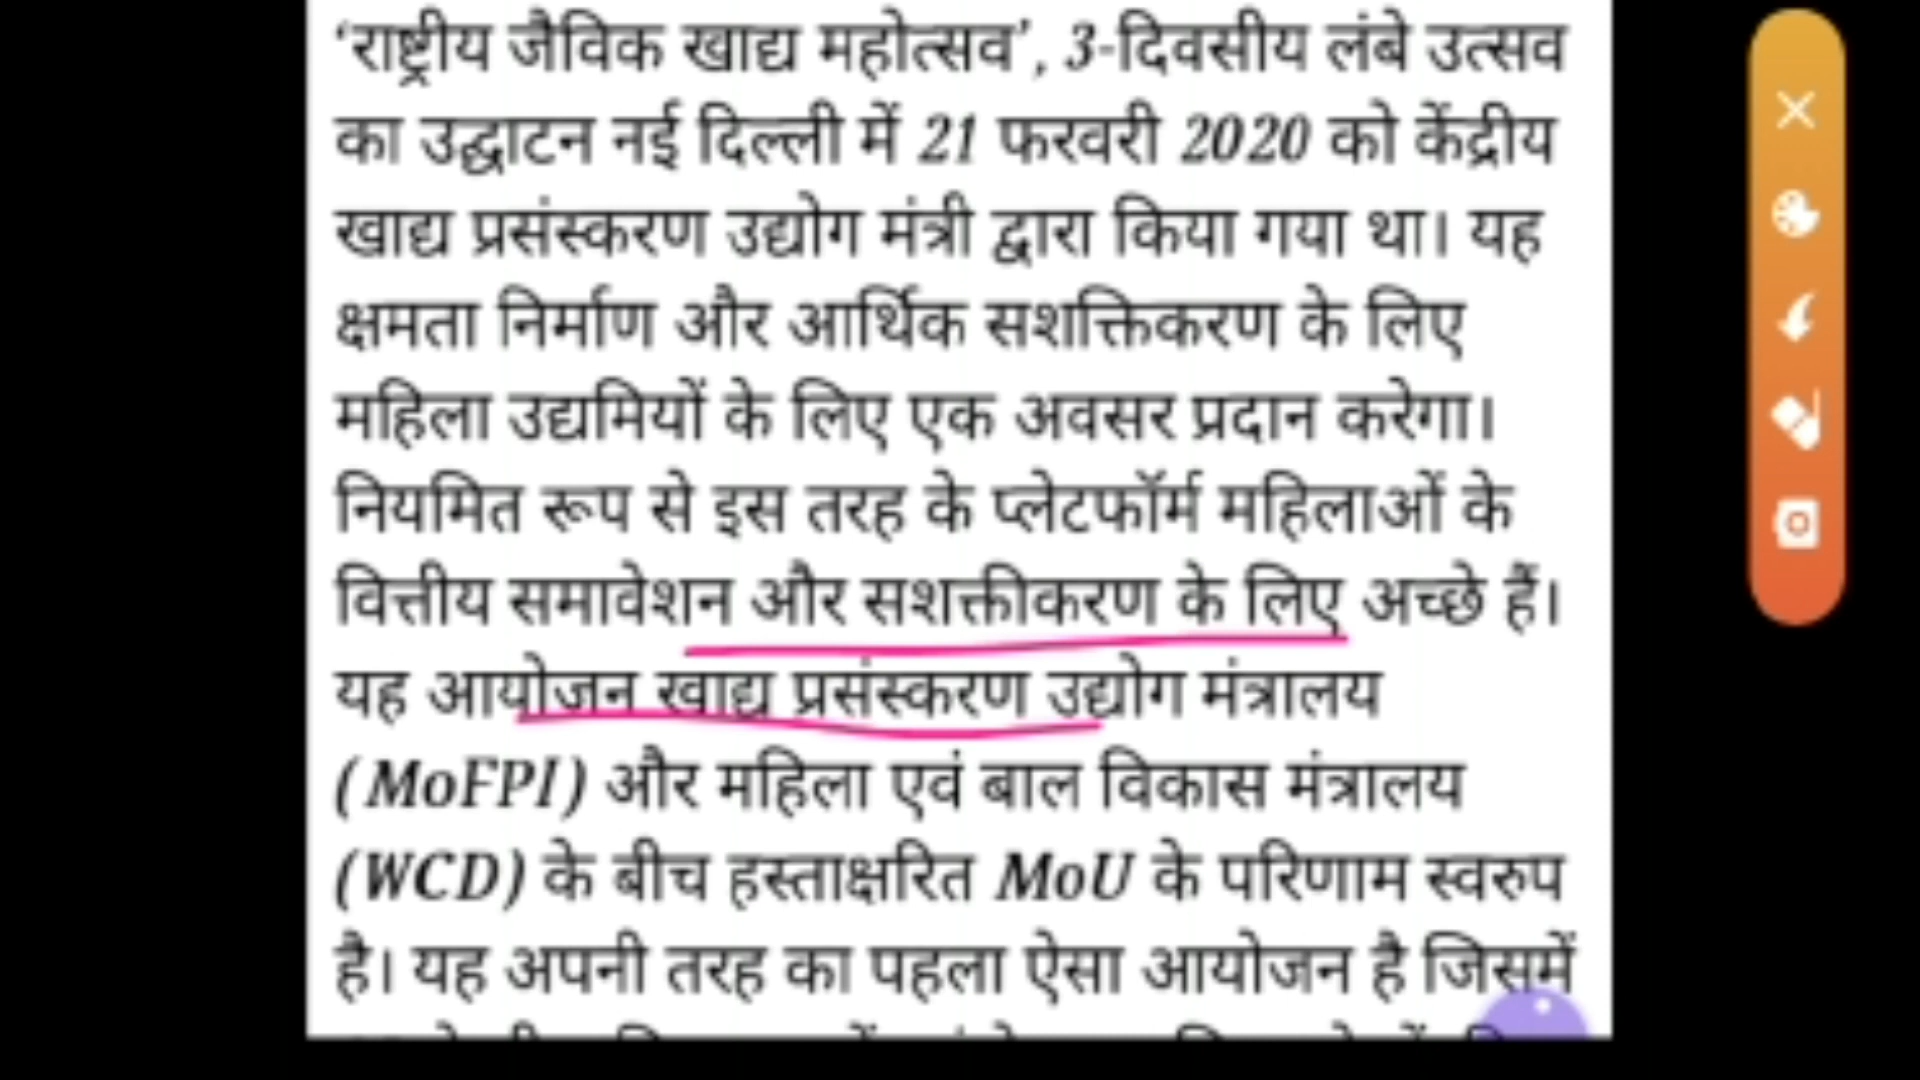 ‘राष्ट्रीय जैविक खाद्य महोत्सव’, 3-दिवसीय लंबे उत्सव
का उद्घाटन नई दिल्ली में 21 फरवरी 2020 को केंद्रीय
खाद्य प्रसंस्करण उद्योग मंत्री द्वारा किया गया था। यह
क्षमता निर्माण और आर्थिक सशक्तिकरण के लिए
महिला उद्यमियों के लिए एक अवसर प्रदान करेगा।
नियमित रूप से इस तरह के प्लेटफॉर्म महिलाओं के
वित्तीय समावेशन और सशक्तीकरण के लिए अच्छे हैं।
यह आयोजन खाद्य प्रसंस्करण उद्योग मंत्रालय
(MoFPI) और महिला एवं बाल विकास मंत्रालय
(WCD) के बीच हस्ताक्षरित MoU के परिणाम स्वरुप
है। यह अपनी तरह का पहला ऐसा आयोजन है जिसमें